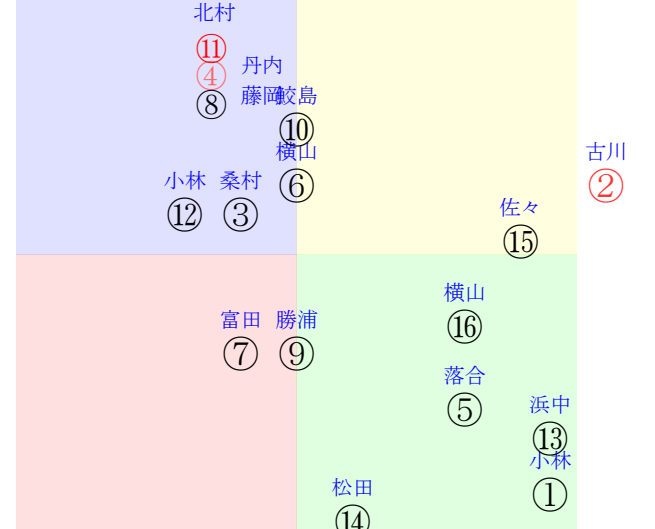 北村
⑪
④ 丹内
⑧ 藤岡 鮫島
⑩
横山 古川
⑥ ②
小林 桑村
⑫ ③
佐々
⑮
横山
⑯
富田 勝浦
⑦ ⑨
落合
⑤
浜中
⑬
小林
①
松田
⑭